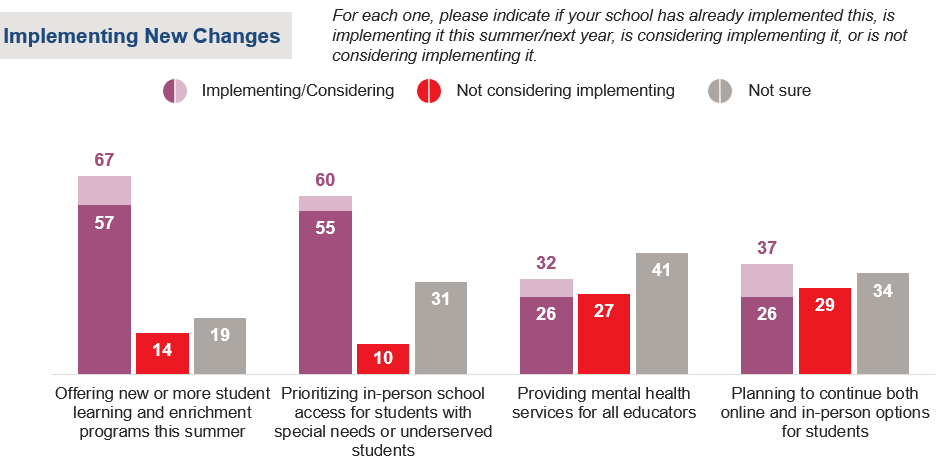 Implementing New Changes
For each one, please indicate if your school has already implemented this, is
implementing it this summer/next year, is considering implementing it, or is not
considering implementing it.
Implementing/Considering
Not considering implementing
Not sure
67
57
14
19
60
55
10
31
32
26
27
41
37
26
29
34
Offering new or more student
learning and enrichment
programs this summer
Prioritizing in-person school
access for students with
special needs or underserved
students
Providing mental health
services for all educators
Planning to continue both
online and in-person options
for students